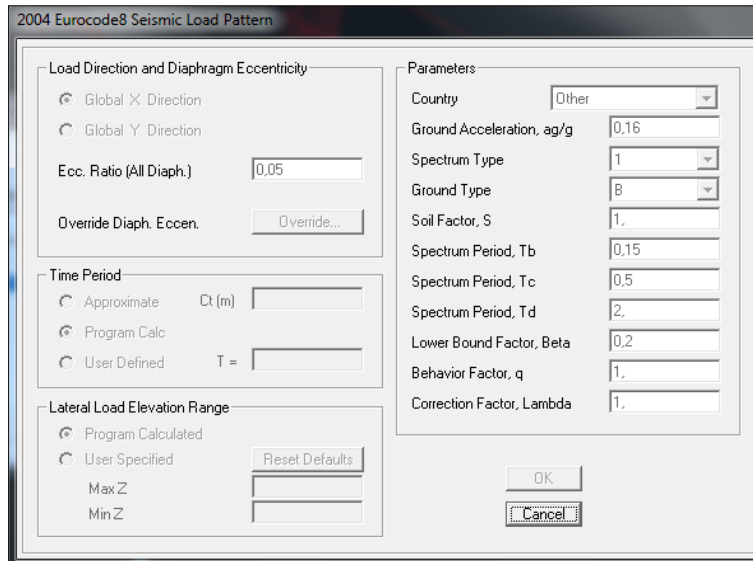 2004 Eurocode8 Seismic Load Pattern
Load Direction and Diaphragm Eccentricity
Global X Direction
Global Y Direction
Ecc. Ratio (All Diaph.) 0,05
Override Diaph. Eccen. Override...
Time Period
Approximate Ct (m)
Program Calc
User Defined T =
Lateral Load Elevation Range
Program Calculated
User Specified Reset Defaults
Max Z
Min Z
Parameters
Country Other
Ground Acceleration, ag/g 0,16
Spectrum Type 1
Ground Type B
Soil Factor, S 1,
Spectrum Period, Tb 0,15
Spectrum Period, Tc 0,5
Spectrum Period, Td 2,
Lower Bound Factor, Beta 0,2
Behavior Factor, q 1,
Correction Factor, Lambda 1,
OK
Cancel